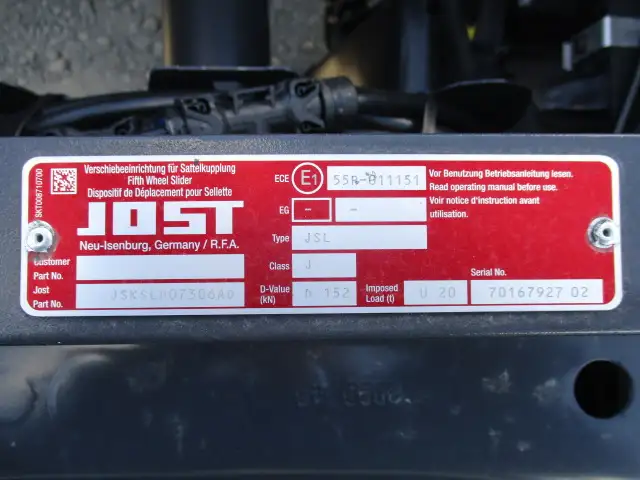 SKT008710700
Verschiebeeinrichtung für Sattelkupplung
Fifth Wheel Slider
Dispositif de Déplacement pour Sellette
JOST
Neu-Isenburg, Germany / R.F.A.
Customer
Part No.
Jost
Part No.
ECE E1 55R-011151
EG - -
Type JSL
Class J
D-Value (kN) D 152
Imposed Load (t) U 20
Vor Benutzung Betriebsanleitung lesen.
Read operating manual before use.
Voir notice d'instruction avant
utilisation.
Serial No.
70167927 02